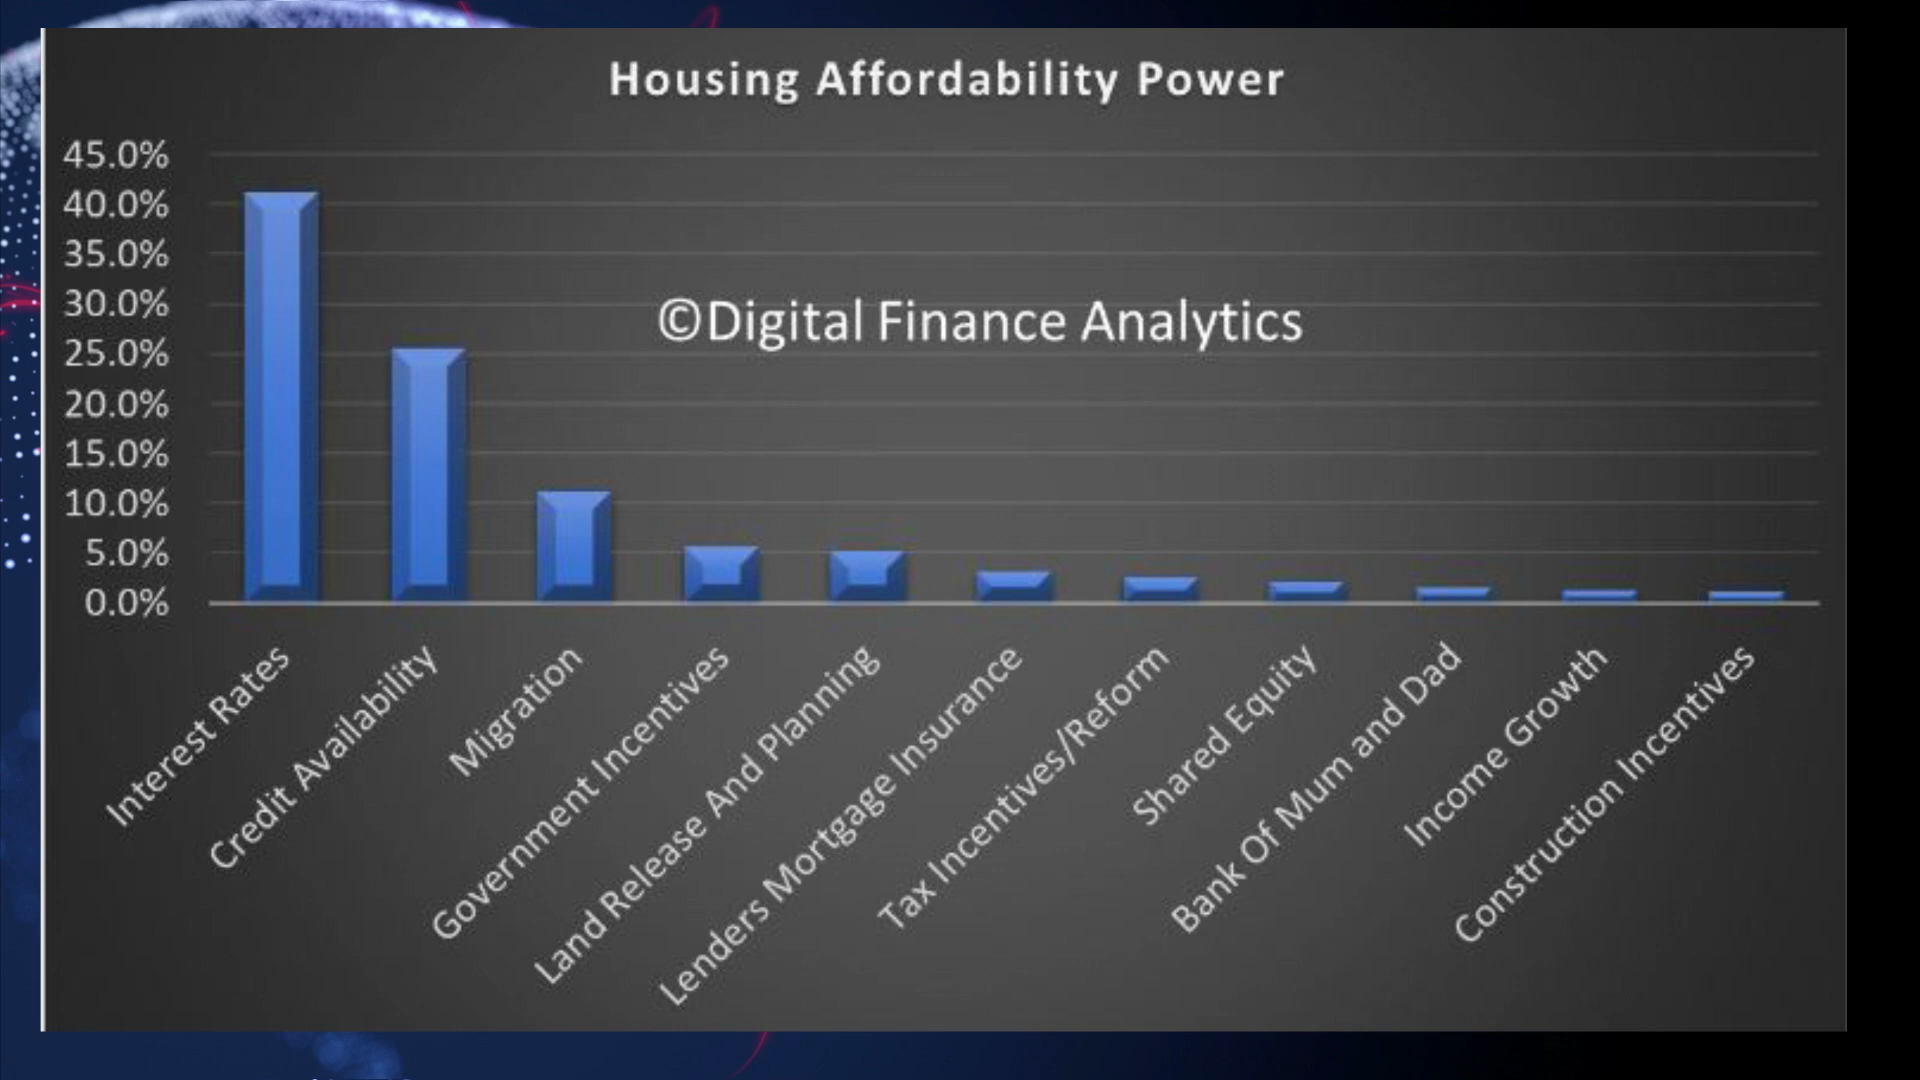 Housing Affordability Power
45.0%
40.0%
35.0%
30.0%
25.0%
20.0%
15.0%
10.0%
5.0%
0.0%
©Digital Finance Analytics
Interest Rates
Credit Availability
Migration
Government Incentives
Land Release And Planning
Lenders Mortgage Insurance
Tax Incentives/Reform
Shared Equity
Bank Of Mum and Dad
Income Growth
Construction Incentives